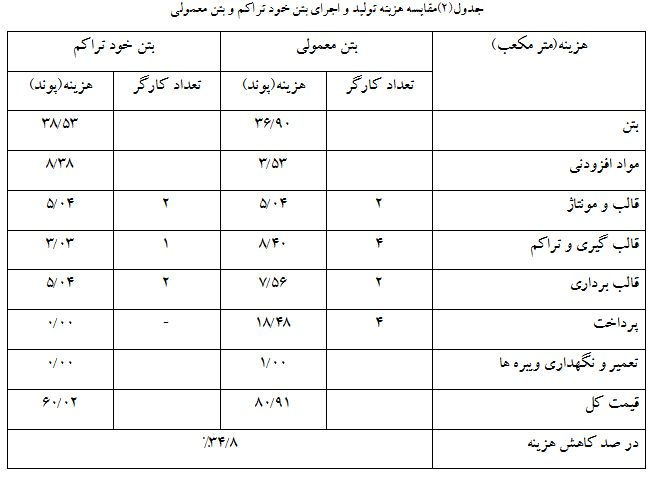 جدول(۲)مقایسه هزینه تولید و اجرای بتن خود تراکم و بتن معمولی
هزینه(متر مکعب) بتن معمولی بتن خود تراکم
تعداد کارگر هزینه(پوند) تعداد کارگر هزینه(پوند)
بتن ۳۶/۹۰ ۳۸/۵۳
مواد افزودنی ۳/۵۳ ۸/۳۸
قالب و مونتاژ ۲ ۵/۰۴ ۲ ۵/۰۴
قالب گیری و تراکم ۴ ۸/۴۰ ۱ ۳/۰۳
قالب برداری ۲ ۷/۵۶ ۲ ۵/۰۴
پرداخت ۴ ۱۸/۴۸ - ۰/۰۰
تعمیر و نگهداری ویبره ها ۱/۰۰ ۰/۰۰
قیمت کل ۸۰/۹۱ ۶۰/۰۲
در صد کاهش هزینه ۳۴/۸٪